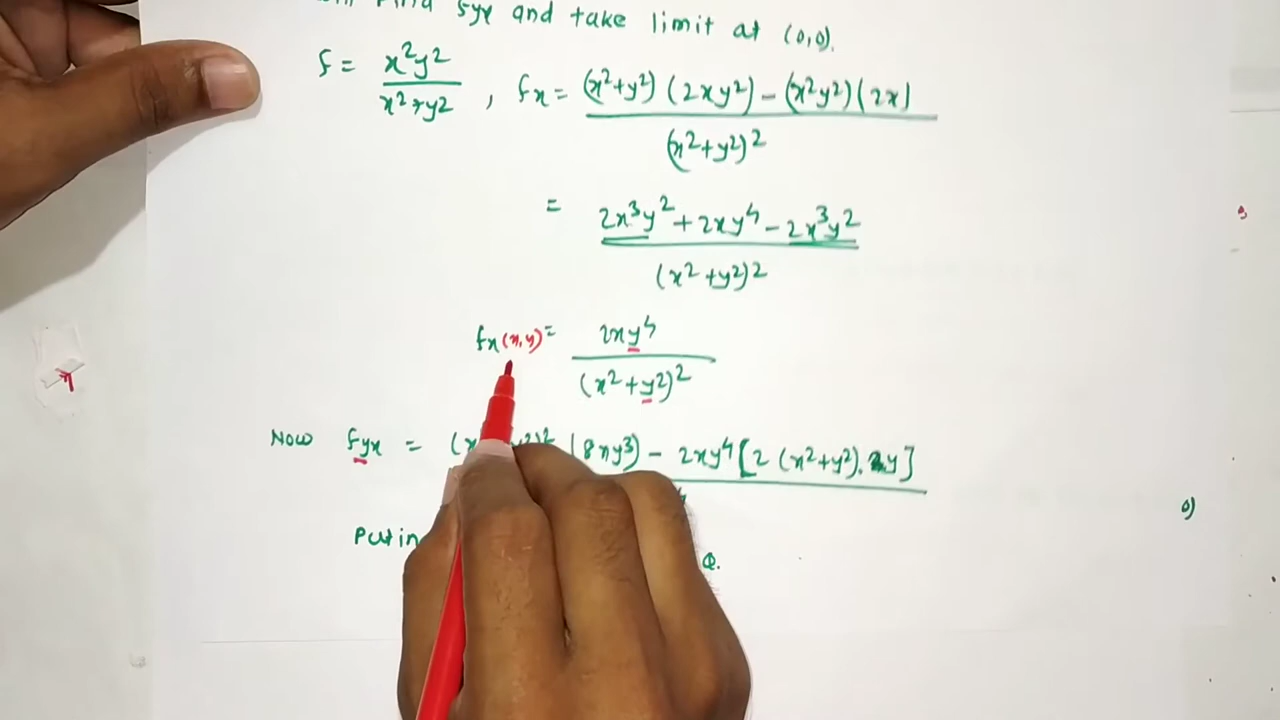 Find fyx and take limit at (0,0).
f = x²y² / x²+y² , fx = (x²+y²)(2xy²) – (x²y²)(2x) / (x²+y²)²
= 2x³y² + 2xy⁴ – 2x³y² / (x²+y²)²
fx(x,y) = 2xy⁴ / (x²+y²)²
Now fyx = (8xy³) – 2xy⁴[2(x²+y²).2y]
Put in
0)